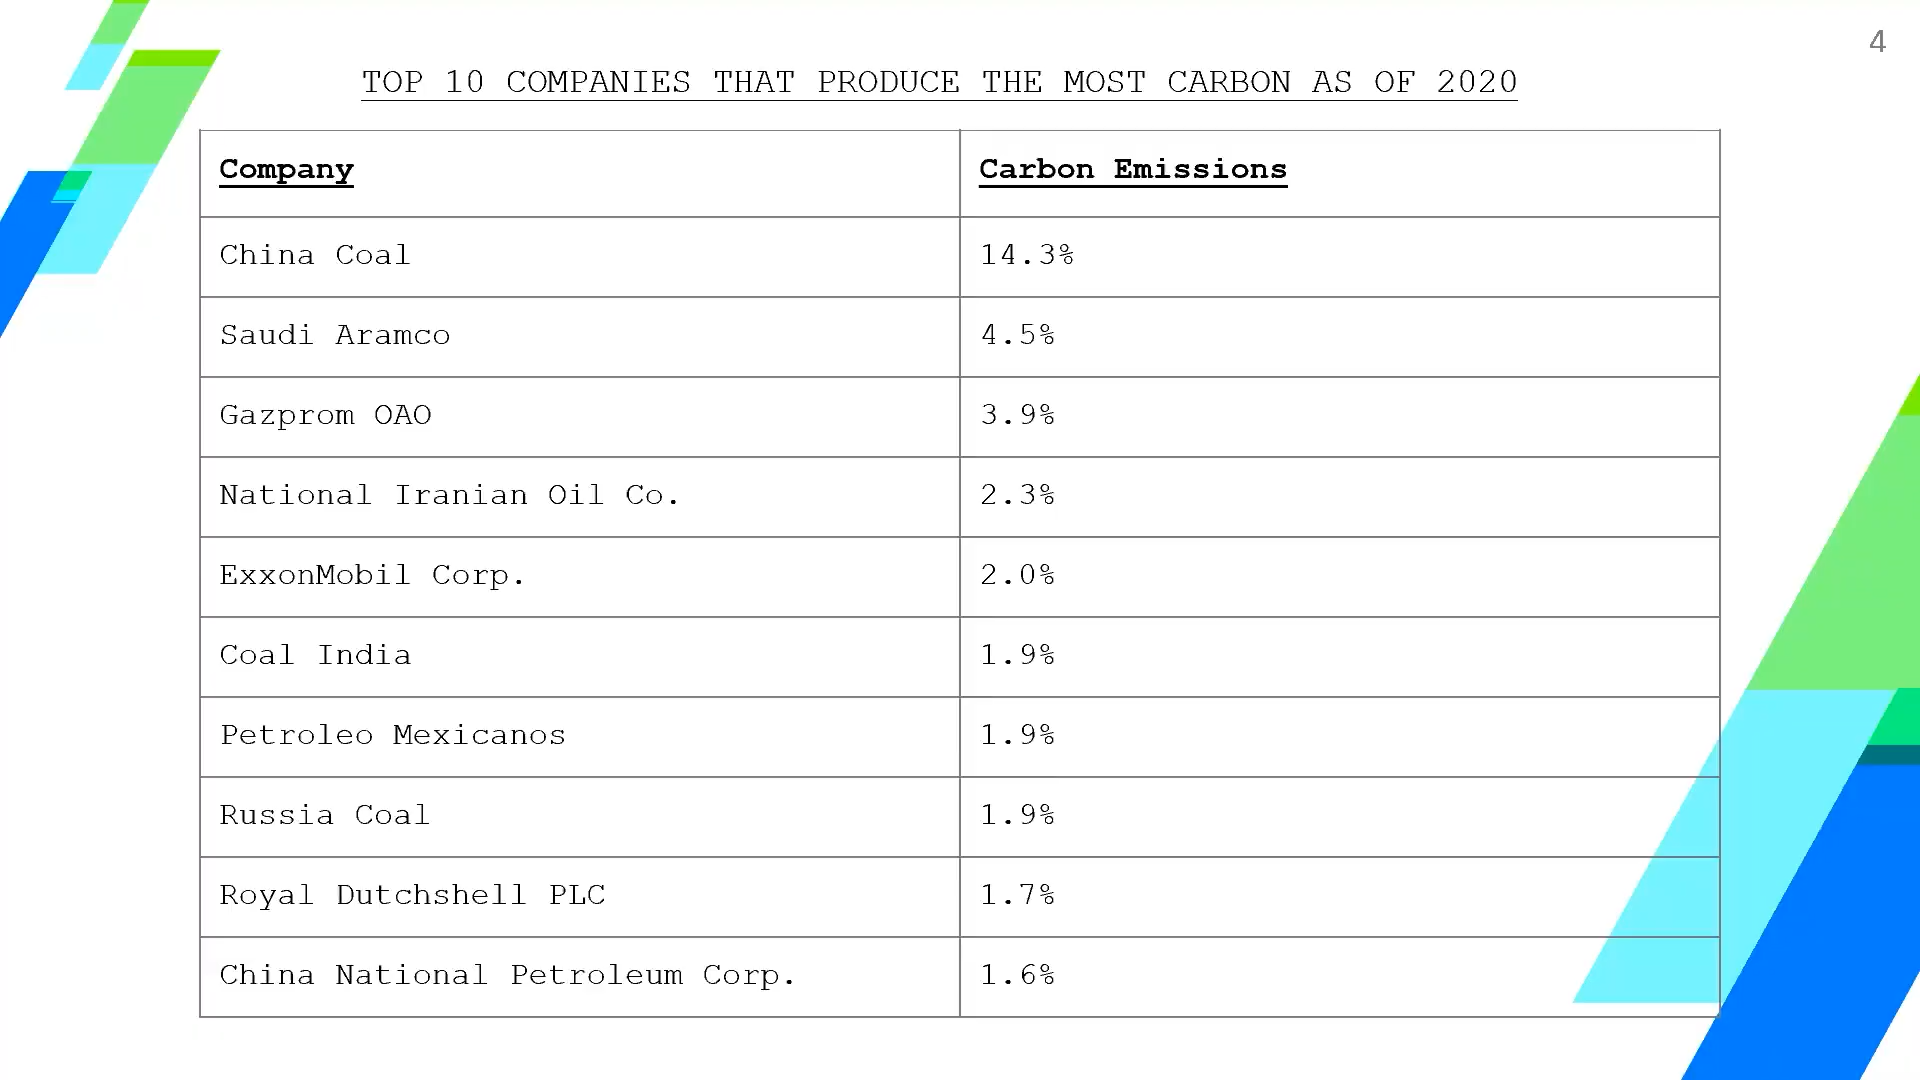 4
TOP 10 COMPANIES THAT PRODUCE THE MOST CARBON AS OF 2020
Company Carbon Emissions
China Coal 14.3%
Saudi Aramco 4.5%
Gazprom OAO 3.9%
National Iranian Oil Co. 2.3%
ExxonMobil Corp. 2.0%
Coal India 1.9%
Petroleo Mexicanos 1.9%
Russia Coal 1.9%
Royal Dutchshell PLC 1.7%
China National Petroleum Corp. 1.6%